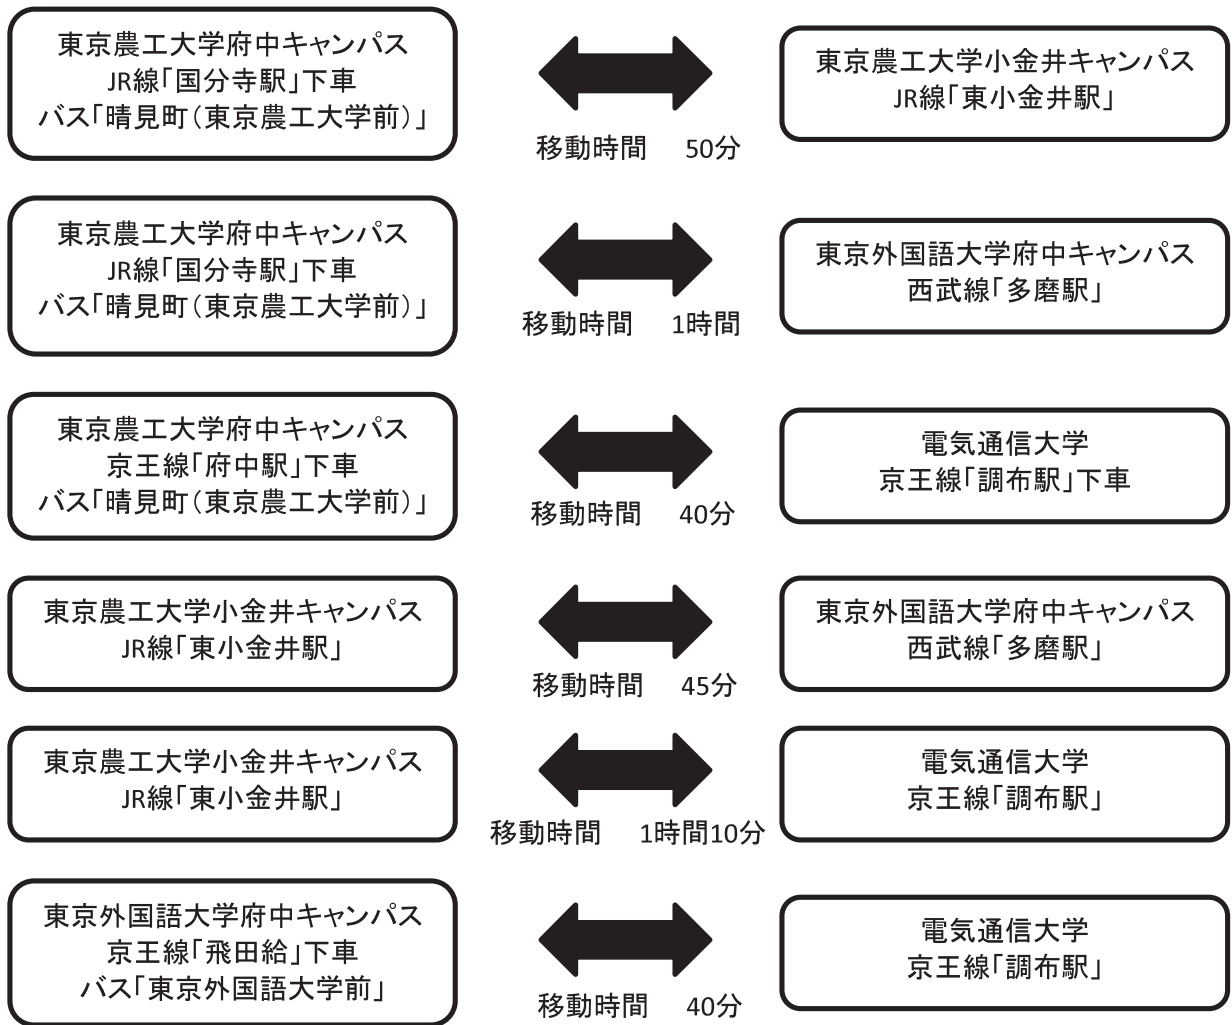 東京農工大学府中キャンパス
JR線「国分寺駅」下車
バス「晴見町(東京農工大学前)」
移動時間 50分
東京農工大学小金井キャンパス
JR線「東小金井駅」
東京農工大学府中キャンパス
JR線「国分寺駅」下車
バス「晴見町(東京農工大学前)」
移動時間 1時間
東京外国語大学府中キャンパス
西武線「多磨駅」
東京農工大学府中キャンパス
京王線「府中駅」下車
バス「晴見町(東京農工大学前)」
移動時間 40分
電気通信大学
京王線「調布駅」下車
東京農工大学小金井キャンパス
JR線「東小金井駅」
移動時間 45分
東京外国語大学府中キャンパス
西武線「多磨駅」
東京農工大学小金井キャンパス
JR線「東小金井駅」
移動時間 1時間10分
電気通信大学
京王線「調布駅」
東京外国語大学府中キャンパス
京王線「飛田給」下車
バス「東京外国語大学前」
移動時間 40分
電気通信大学
京王線「調布駅」